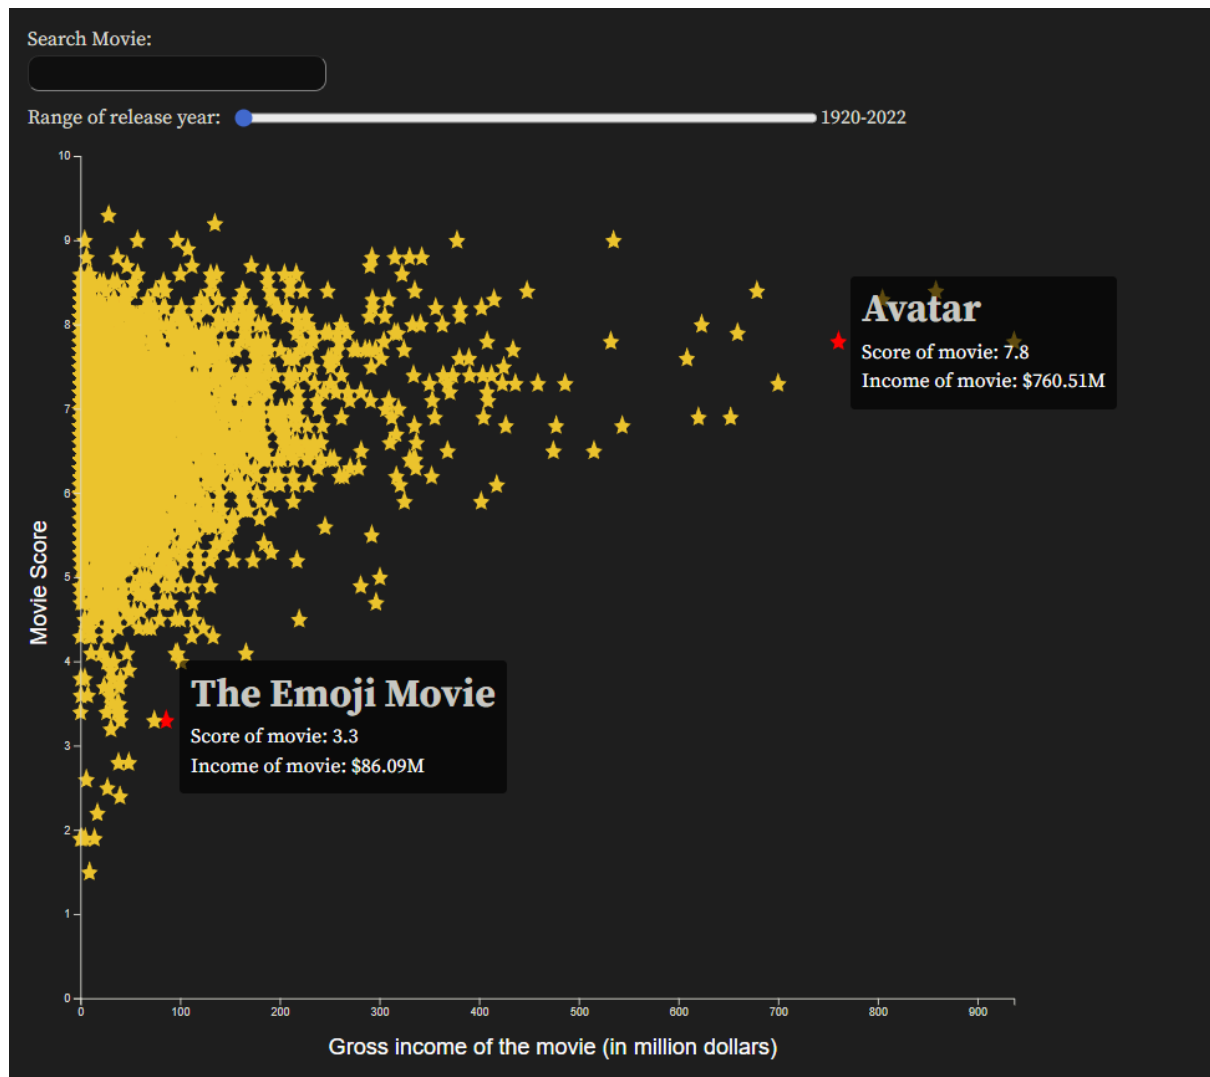 Search Movie:
Range of release year: 1920-2022
10
9
8
7
6
5
4
3
2
1
0
Movie Score
Avatar
Score of movie: 7.8
Income of movie: $760.51M
The Emoji Movie
Score of movie: 3.3
Income of movie: $86.09M
0 100 200 300 400 500 600 700 800 900
Gross income of the movie (in million dollars)